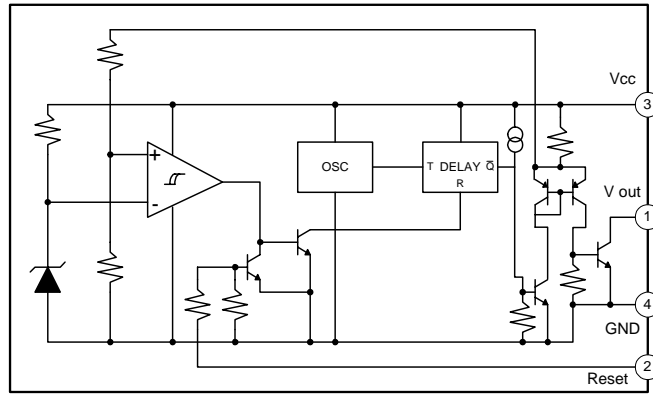 Vcc
3
+
-
OSC
T DELAY Q̅
R
V out
1
4
GND
2
Reset